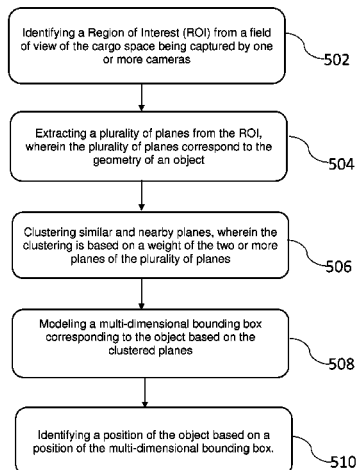 Identifying a Region of Interest (ROI) from a field
of view of the cargo space being captured by one
or more cameras
502
Extracting a plurality of planes from the ROI,
wherein the plurality of planes correspond to the
geometry of an object
504
Clustering similar and nearby planes, wherein the
clustering is based on a weight of the two or more
planes of the plurality of planes
506
Modeling a multi-dimensional bounding box
corresponding to the object based on the
clustered planes
508
Identifying a position of the object based on a
position of the multi-dimensional bounding box.
510